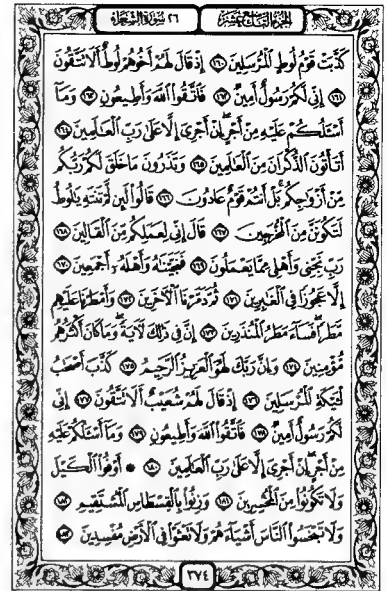 الجزء التاسع عشر
٢٦ سورة الشعراء
كَذَّبَتْ قَوْمُ لُوطٍ الْمُرْسَلِينَ ١٦٠ إِذْ قَالَ لَهُمْ أَخُوهُمْ لُوطٌ أَلَا تَتَّقُونَ
١٦١ إِنِّي لَكُمْ رَسُولٌ أَمِينٌ ١٦٢ فَاتَّقُوا اللَّهَ وَأَطِيعُونِ ١٦٣ وَمَا
أَسْئَلُكُمْ عَلَيْهِ مِنْ أَجْرٍ إِنْ أَجْرِيَ إِلَّا عَلَىٰ رَبِّ الْعَالَمِينَ ١٦٤
أَتَأْتُونَ الذُّكْرَانَ مِنَ الْعَالَمِينَ ١٦٥ وَتَذَرُونَ مَا خَلَقَ لَكُمْ رَبُّكُمْ
مِنْ أَزْوَاجِكُمْ بَلْ أَنْتُمْ قَوْمٌ عَادُونَ ١٦٦ قَالُوا لَئِنْ لَمْ تَنْتَهِ يَا لُوطُ
لَتَكُونَنَّ مِنَ الْمُخْرَجِينَ ١٦٧ قَالَ إِنِّي لِعَمَلِكُمْ مِنَ الْقَالِينَ ١٦٨
رَبِّ نَجِّنِي وَأَهْلِي مِمَّا يَعْمَلُونَ ١٦٩ فَنَجَّيْنَاهُ وَأَهْلَهُ أَجْمَعِينَ ١٧٠
إِلَّا عَجُوزًا فِي الْغَابِرِينَ ١٧١ ثُمَّ دَمَّرْنَا الْآخَرِينَ ١٧٢ وَأَمْطَرْنَا عَلَيْهِمْ
مَطَرًا فَسَاءَ مَطَرُ الْمُنْذَرِينَ ١٧٣ إِنَّ فِي ذَٰلِكَ لَآيَةً وَمَا كَانَ أَكْثَرُهُمْ
مُؤْمِنِينَ ١٧٤ وَإِنَّ رَبَّكَ لَهُوَ الْعَزِيزُ الرَّحِيمُ ١٧٥ كَذَّبَ أَصْحَابُ
لْئَيْكَةِ الْمُرْسَلِينَ ١٧٦ إِذْ قَالَ لَهُمْ شُعَيْبٌ أَلَا تَتَّقُونَ ١٧٧ إِنِّي
لَكُمْ رَسُولٌ أَمِينٌ ١٧٨ فَاتَّقُوا اللَّهَ وَأَطِيعُونِ ١٧٩ وَمَا أَسْئَلُكُمْ عَلَيْهِ
مِنْ أَجْرٍ إِنْ أَجْرِيَ إِلَّا عَلَىٰ رَبِّ الْعَالَمِينَ ١٨٠ * أَوْفُوا الْكَيْلَ
وَلَا تَكُونُوا مِنَ الْمُخْسِرِينَ ١٨١ وَزِنُوا بِالْقِسْطَاسِ الْمُسْتَقِيمِ ١٨٢
وَلَا تَبْخَسُوا النَّاسَ أَشْيَاءَهُمْ وَلَا تَعْثَوْا فِي الْأَرْضِ مُفْسِدِينَ ١٨٣
٣٧٤